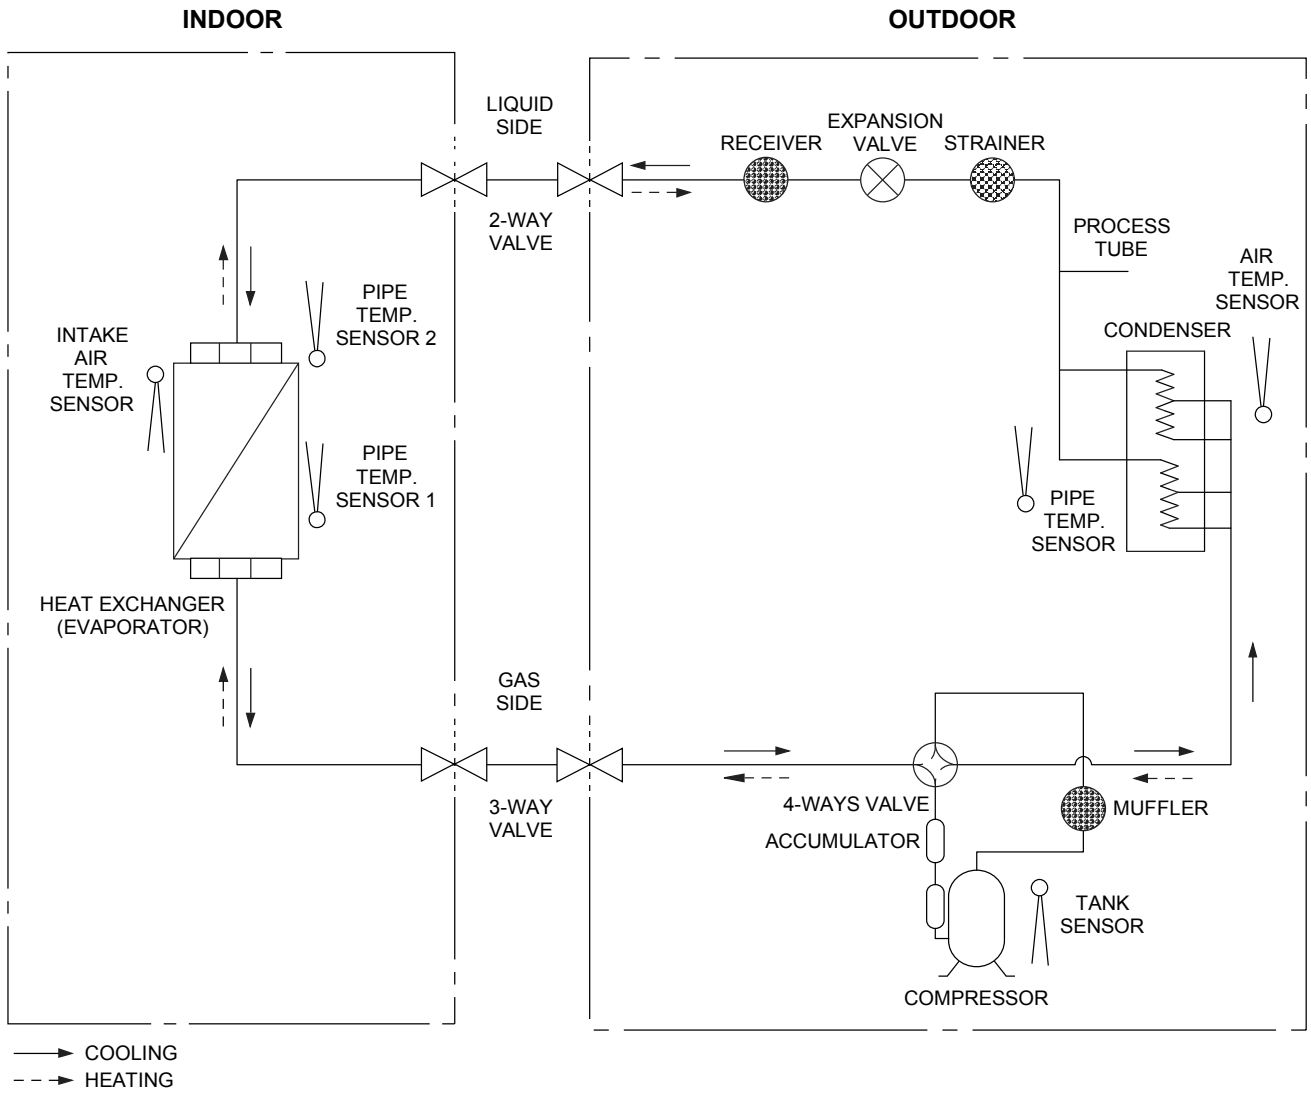 INDOOR
OUTDOOR
LIQUID
SIDE
2-WAY
VALVE
RECEIVER
EXPANSION
VALVE
STRAINER
PROCESS
TUBE
AIR
TEMP.
SENSOR
CONDENSER
PIPE
TEMP.
SENSOR 2
INTAKE
AIR
TEMP.
SENSOR
PIPE
TEMP.
SENSOR 1
PIPE
TEMP.
SENSOR
HEAT EXCHANGER
(EVAPORATOR)
GAS
SIDE
3-WAY
VALVE
4-WAYS VALVE
MUFFLER
ACCUMULATOR
TANK
SENSOR
COMPRESSOR
COOLING
HEATING